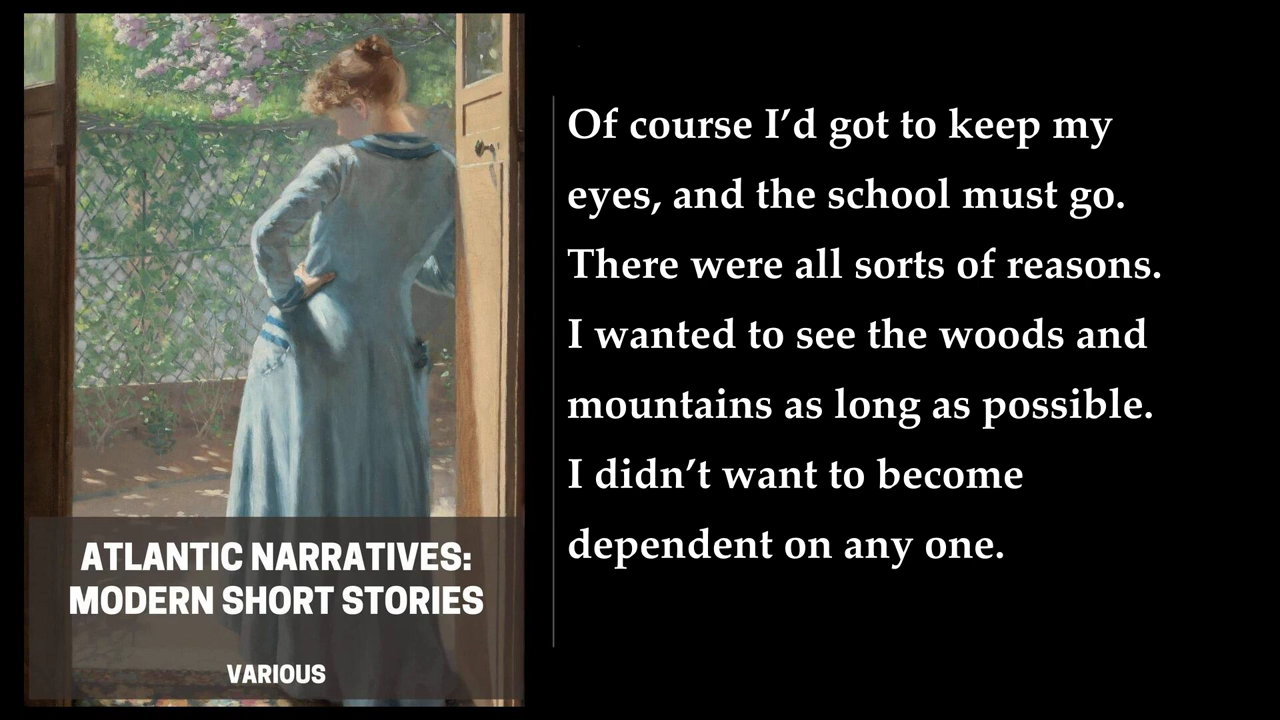 Of course I’d got to keep my
eyes, and the school must go.
There were all sorts of reasons.
I wanted to see the woods and
mountains as long as possible.
I didn’t want to become
dependent on any one.
ATLANTIC NARRATIVES:
MODERN SHORT STORIES
VARIOUS